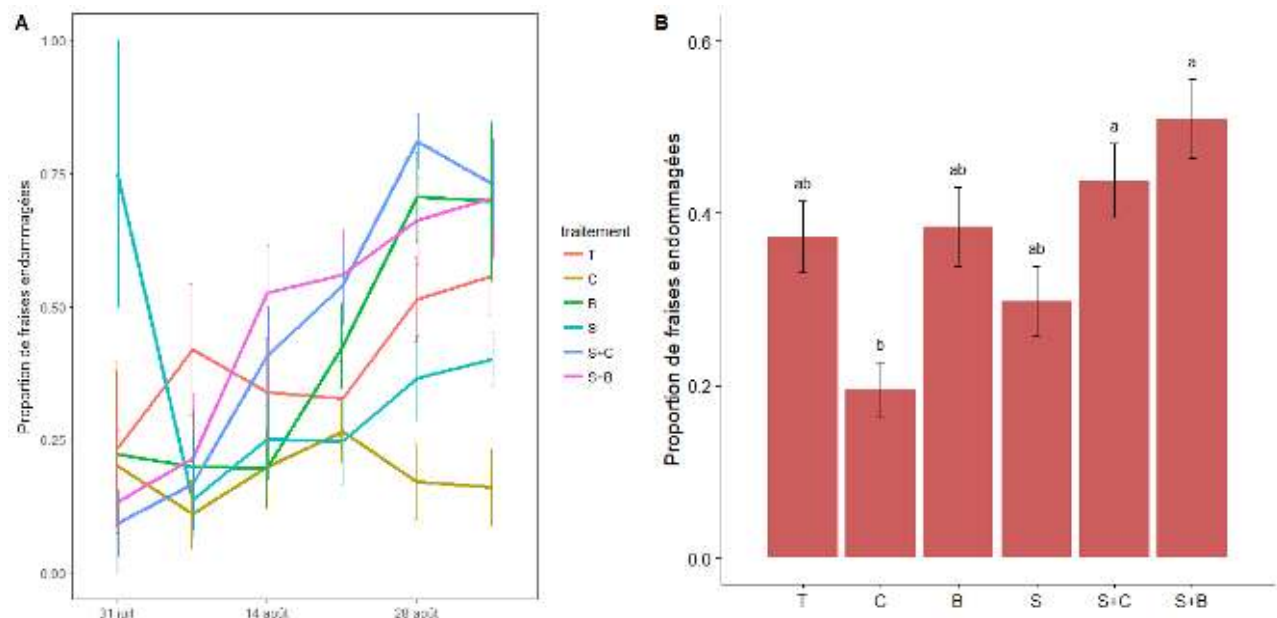 A
Proportion de fraises endommagées
1.00
0.75
0.50
0.25
0.00
31 juil
14 août
28 août
traitement
T
C
B
S
S+C
S+B
B
Proportion de fraises endommagées
0.6
0.4
0.2
0.0
ab
b
ab
ab
a
a
T
C
B
S
S+C
S+B